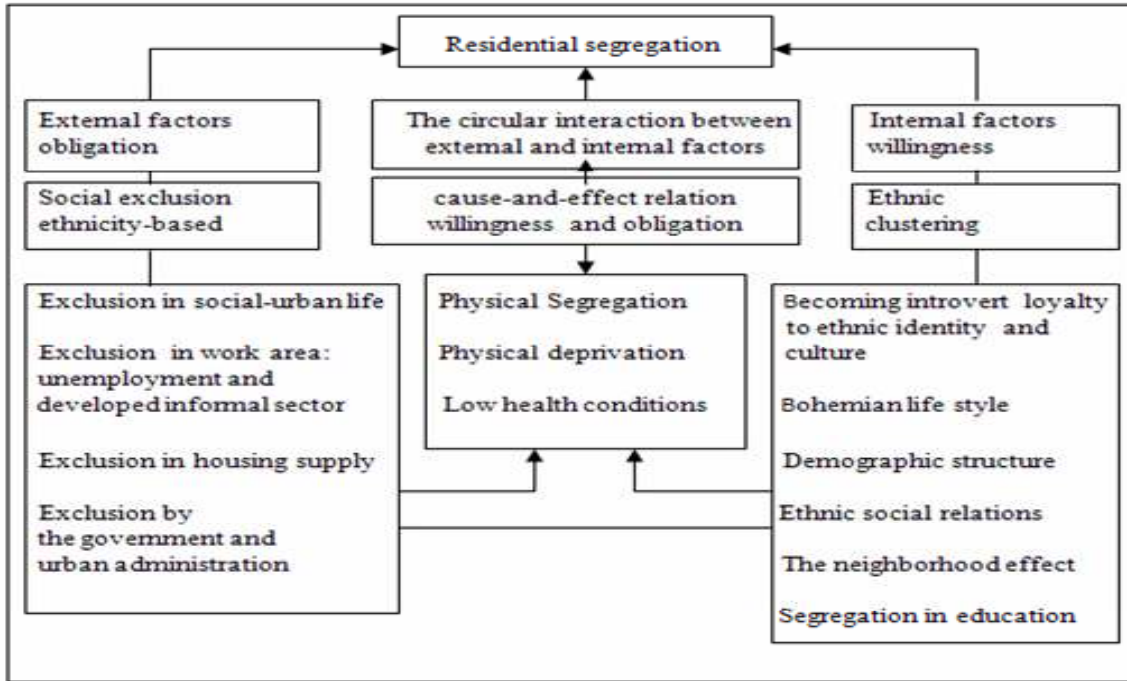 Residential segregation
External factors
obligation
The circular interaction between
external and internal factors
Internal factors
willingness
Social exclusion
ethnicity-based
cause-and-effect relation
willingness and obligation
Ethnic
clustering
Exclusion in social-urban life
Exclusion in work area:
unemployment and
developed informal sector
Exclusion in housing supply
Exclusion by
the government and
urban administration
Physical Segregation
Physical deprivation
Low health conditions
Becoming introvert loyalty
to ethnic identity and
culture
Bohemian life style
Demographic structure
Ethnic social relations
The neighborhood effect
Segregation in education